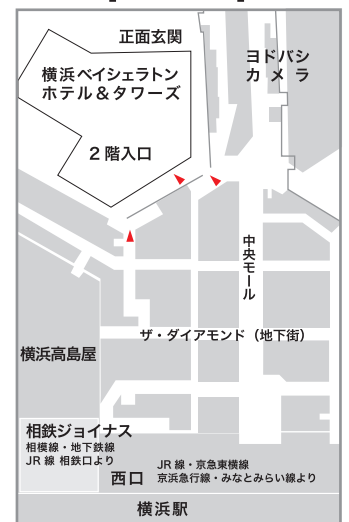 正面玄関
横浜ベイシェラトン
ホテル＆タワーズ
ヨドバシ
カメラ
2階入口
中央モール
ザ・ダイアモンド（地下街）
横浜高島屋
相鉄ジョイナス
相模線・地下鉄線
JR線 相鉄口より
西口
JR線・京急東横線
京浜急行線・みなとみらい線より
横浜駅